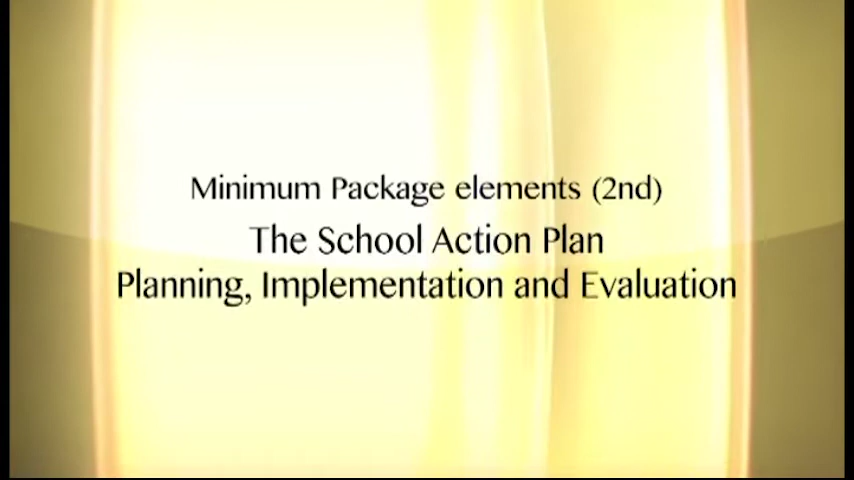 Minimum Package elements (2nd)
The School Action Plan
Planning, Implementation and Evaluation